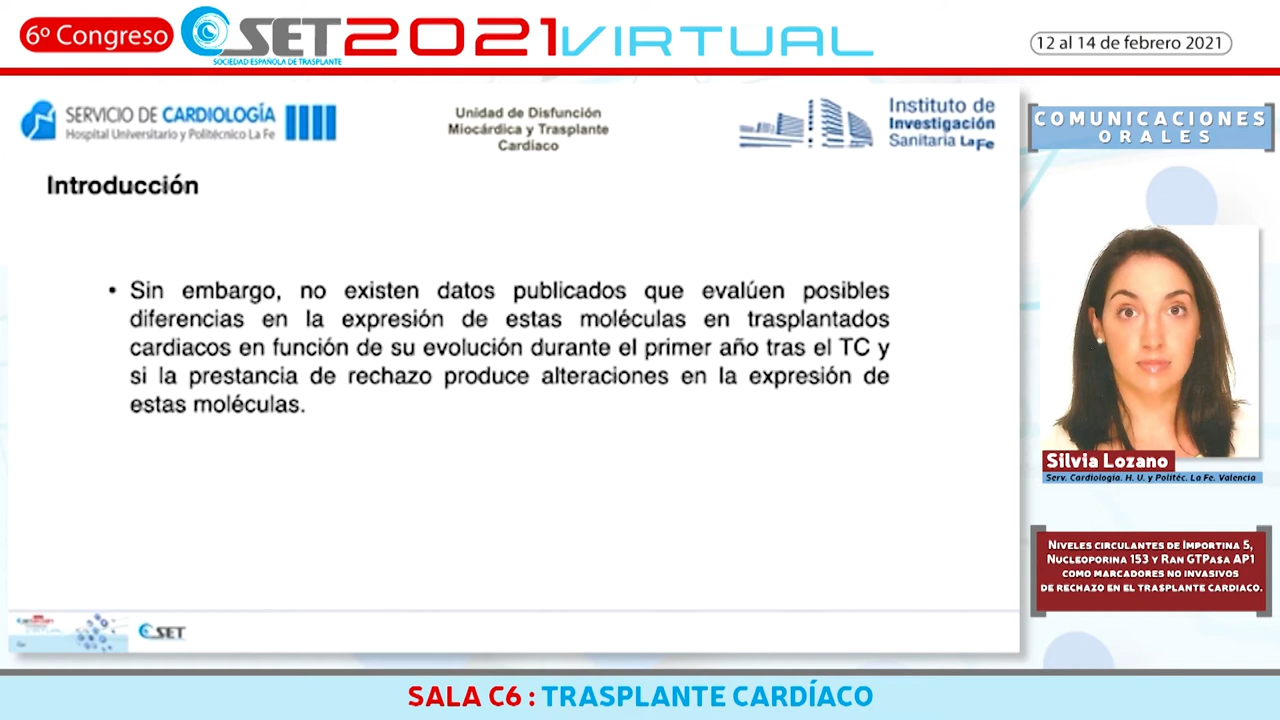 6º Congreso
SET
SOCIEDAD ESPAÑOLA DE TRASPLANTE
2021 VIRTUAL
12 al 14 de febrero 2021
SERVICIO DE CARDIOLOGÍA
Hospital Universitario y Politécnico La Fe
Unidad de Disfunción
Miocárdica y Trasplante
Cardíaco
Instituto de
Investigación
Sanitaria La Fe
COMUNICACIONES
ORALES
Introducción
• Sin embargo, no existen datos publicados que evalúen posibles
diferencias en la expresión de estas moléculas en trasplantados
cardiacos en función de su evolución durante el primer año tras el TC y
si la prestancia de rechazo produce alteraciones en la expresión de
estas moléculas.
Silvia Lozano
Serv. Cardiología. H. U. y Politéc. La Fe. Valencia
NIVELES CIRCULANTES DE IMPORTINA 5,
NUCLEOPORINA 153 Y RAN GTPASA AP1
COMO MARCADORES NO INVASIVOS
DE RECHAZO EN EL TRASPLANTE CARDIACO.
SET
SALA C6 : TRASPLANTE CARDÍACO